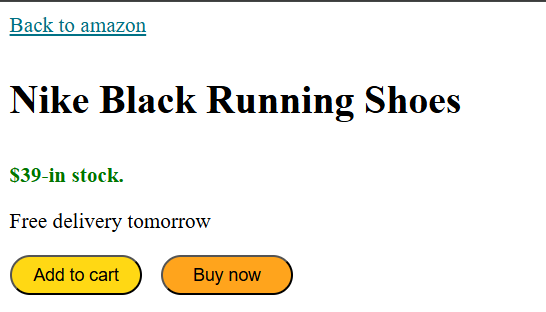 Back to amazon
Nike Black Running Shoes
$39-in stock.
Free delivery tomorrow
Add to cart Buy now